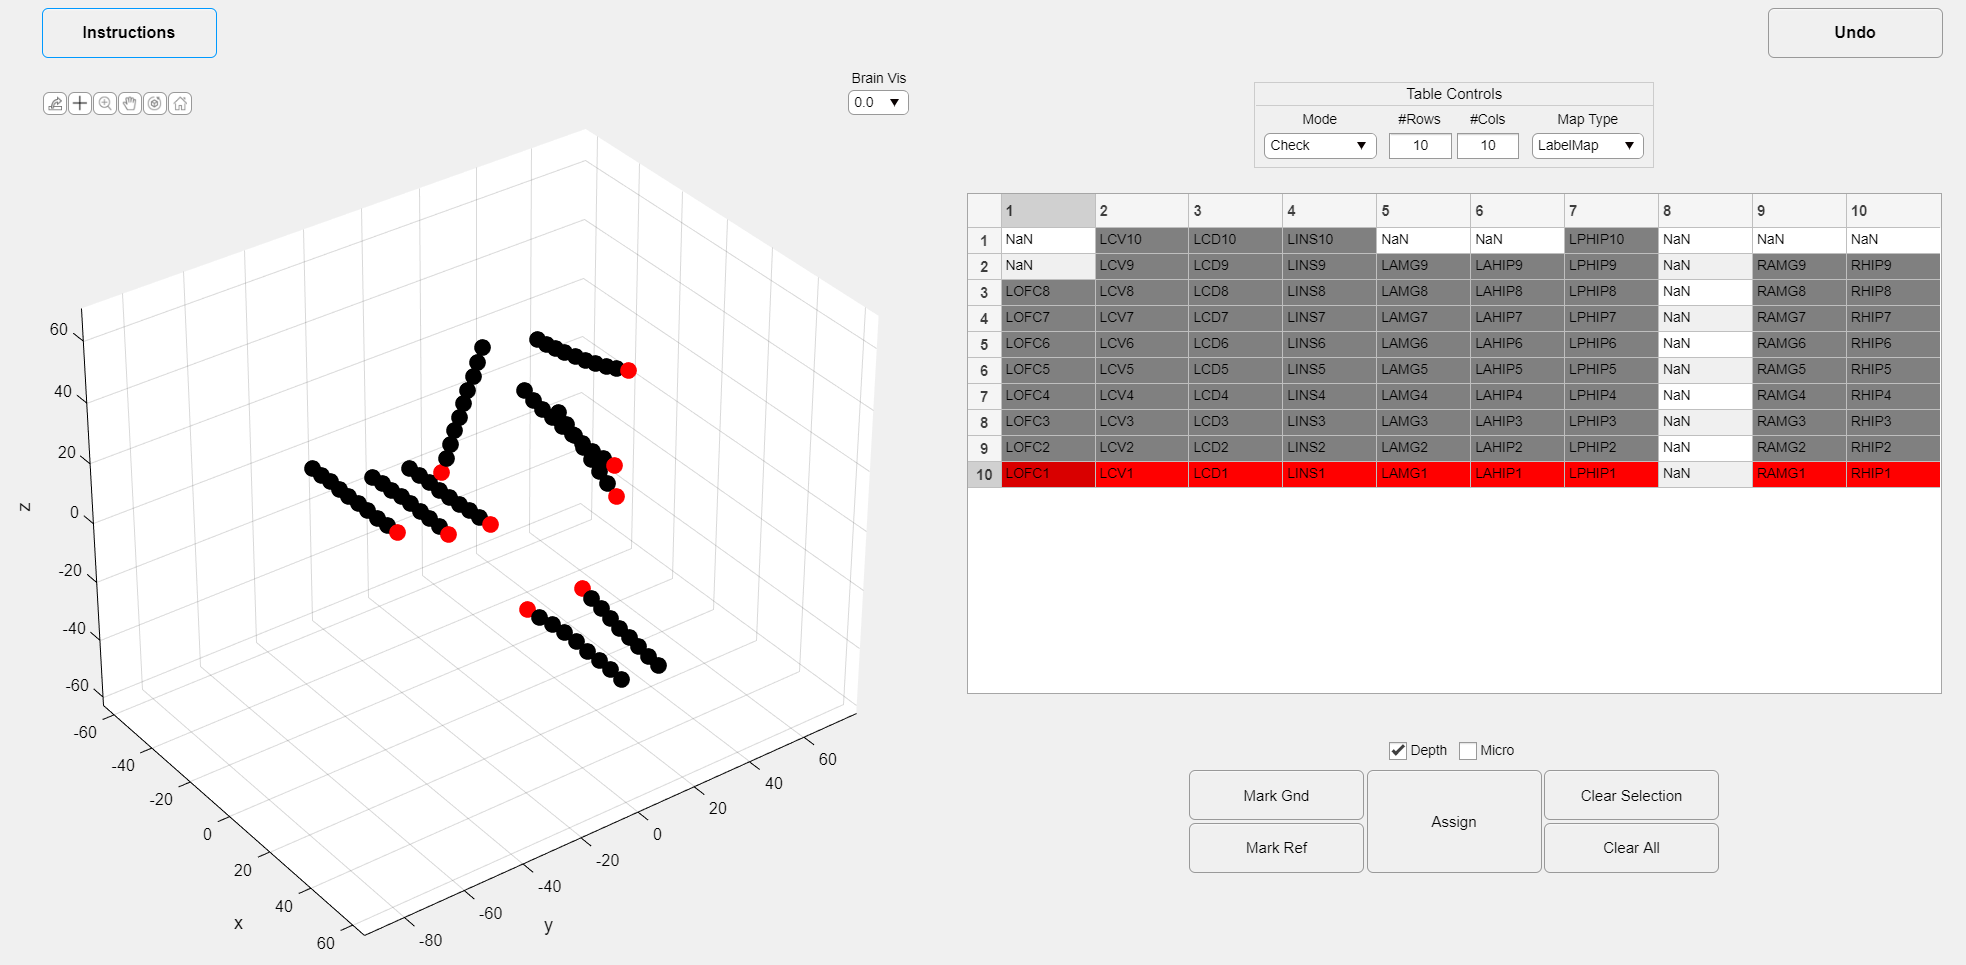 Instructions
Undo
Brain Vis
0.0
Table Controls
Mode #Rows #Cols Map Type
Check 10 10 LabelMap
1 2 3 4 5 6 7 8 9 10
1 NaN LCV10 LCD10 LINS10 NaN NaN LPHIP10 NaN NaN NaN
2 NaN LCV9 LCD9 LINS9 LAMG9 LAHIP9 LPHIP9 NaN RAMG9 RHIP9
3 LOFC8 LCV8 LCD8 LINS8 LAMG8 LAHIP8 LPHIP8 NaN RAMG8 RHIP8
4 LOFC7 LCV7 LCD7 LINS7 LAMG7 LAHIP7 LPHIP7 NaN RAMG7 RHIP7
5 LOFC6 LCV6 LCD6 LINS6 LAMG6 LAHIP6 LPHIP6 NaN RAMG6 RHIP6
6 LOFC5 LCV5 LCD5 LINS5 LAMG5 LAHIP5 LPHIP5 NaN RAMG5 RHIP5
7 LOFC4 LCV4 LCD4 LINS4 LAMG4 LAHIP4 LPHIP4 NaN RAMG4 RHIP4
8 LOFC3 LCV3 LCD3 LINS3 LAMG3 LAHIP3 LPHIP3 NaN RAMG3 RHIP3
9 LOFC2 LCV2 LCD2 LINS2 LAMG2 LAHIP2 LPHIP2 NaN RAMG2 RHIP2
10 LOFC1 LCV1 LCD1 LINS1 LAMG1 LAHIP1 LPHIP1 NaN RAMG1 RHIP1
60
40
20
0
-20
-40
-60
z
-60
-40
-20
0
20
40
60
x
-80
-60
-40
-20
0
20
40
60
y
Depth Micro
Mark Gnd
Assign
Clear Selection
Mark Ref
Clear All